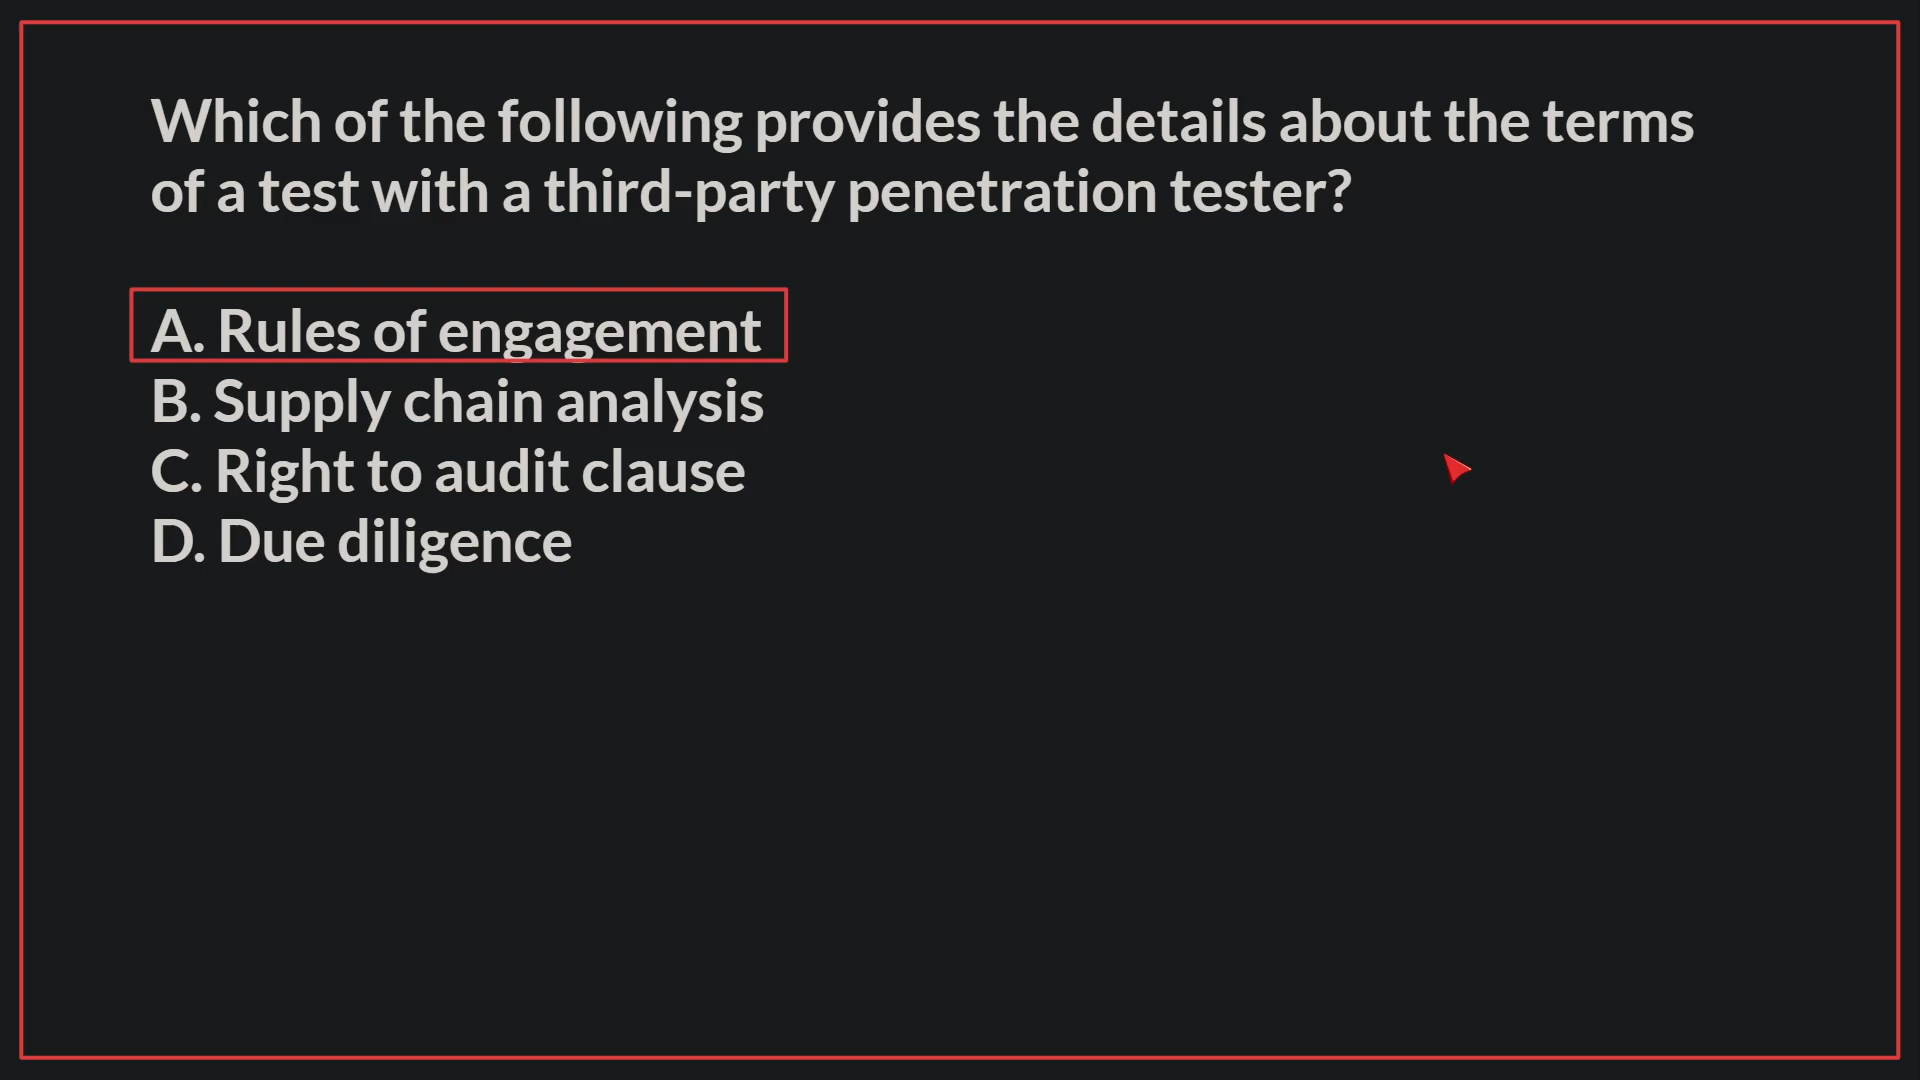 Which of the following provides the details about the terms
of a test with a third-party penetration tester?
A. Rules of engagement
B. Supply chain analysis
C. Right to audit clause
D. Due diligence